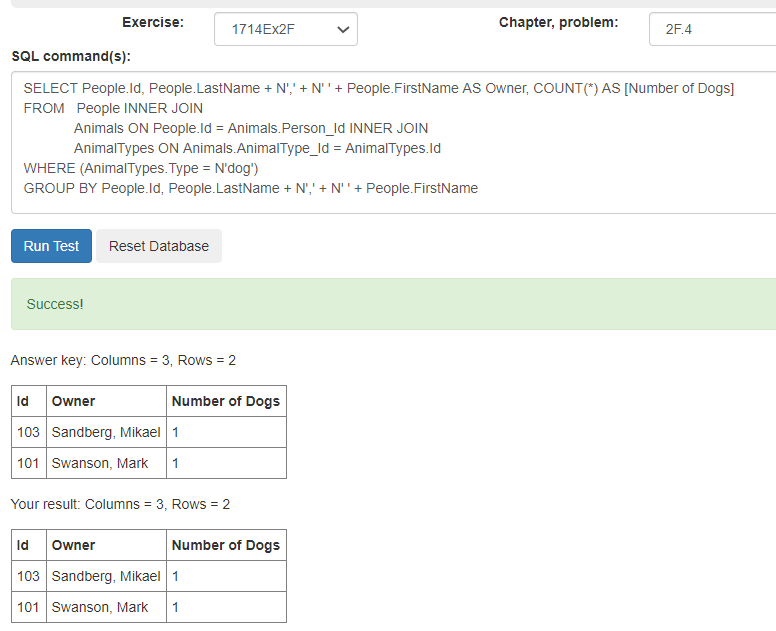 Exercise: 1714Ex2F Chapter, problem: 2F.4
SQL command(s):
SELECT People.Id, People.LastName + N',' + N' ' + People.FirstName AS Owner, COUNT(*) AS [Number of Dogs]
FROM People INNER JOIN
Animals ON People.Id = Animals.Person_Id INNER JOIN
AnimalTypes ON Animals.AnimalType_Id = AnimalTypes.Id
WHERE (AnimalTypes.Type = N'dog')
GROUP BY People.Id, People.LastName + N',' + N' ' + People.FirstName
Run Test Reset Database
Success!
Answer key: Columns = 3, Rows = 2
Id Owner Number of Dogs
103 Sandberg, Mikael 1
101 Swanson, Mark 1
Your result: Columns = 3, Rows = 2
Id Owner Number of Dogs
103 Sandberg, Mikael 1
101 Swanson, Mark 1